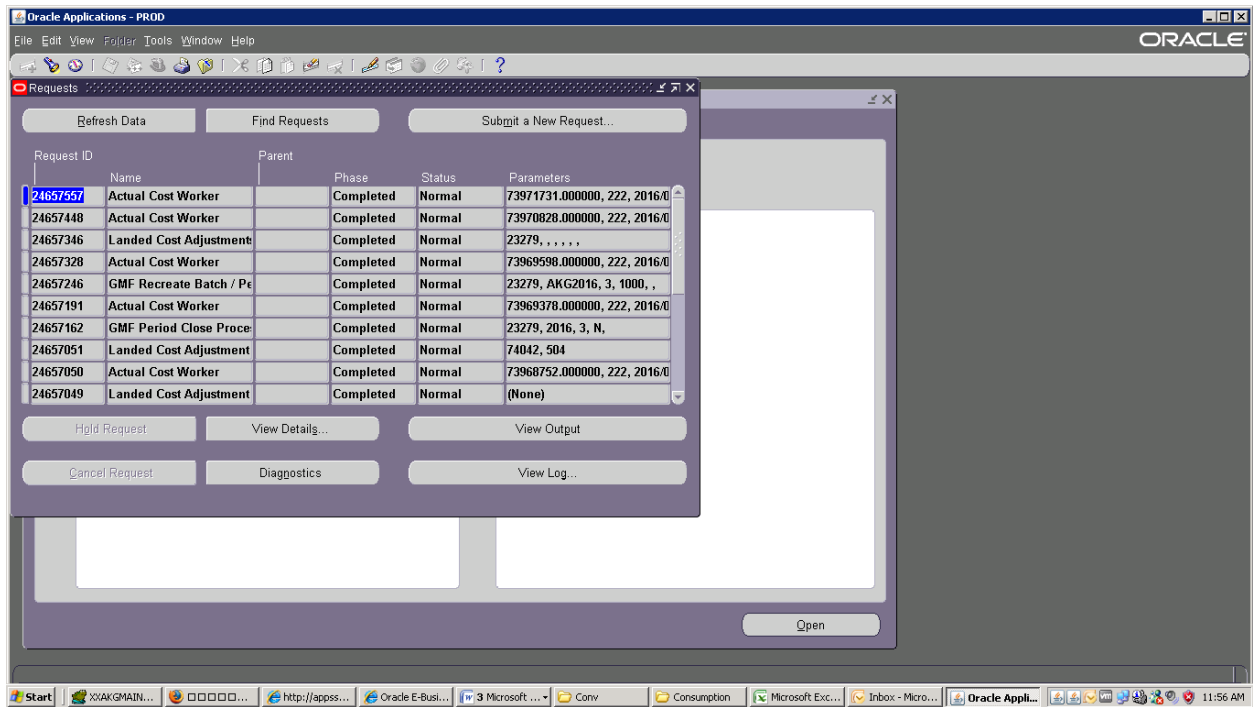 Oracle Applications - PROD
File Edit View Folder Tools Window Help
ORACLE
Requests
Refresh Data Find Requests Submit a New Request...
Request ID Parent
Name Phase Status Parameters
24657557 Actual Cost Worker Completed Normal 73971731.000000, 222, 2016/0
24657448 Actual Cost Worker Completed Normal 73970828.000000, 222, 2016/0
24657346 Landed Cost Adjustments Completed Normal 23279, , , , , ,
24657328 Actual Cost Worker Completed Normal 73969598.000000, 222, 2016/0
24657246 GMF Recreate Batch / Pe Completed Normal 23279, AKG2016, 3, 1000, ,
24657191 Actual Cost Worker Completed Normal 73969378.000000, 222, 2016/0
24657162 GMF Period Close Proce Completed Normal 23279, 2016, 3, N,
24657051 Landed Cost Adjustment Completed Normal 74042, 504
24657050 Actual Cost Worker Completed Normal 73968752.000000, 222, 2016/0
24657049 Landed Cost Adjustment Completed Normal (None)
Hold Request View Details... View Output
Cancel Request Diagnostics View Log...
Open
Start XXAKGMAIN... □□□□□... http://appss... Oracle E-Busi... 3 Microsoft ... Conv Consumption Microsoft Exc... Inbox - Micro... Oracle Appli... 11:56 AM